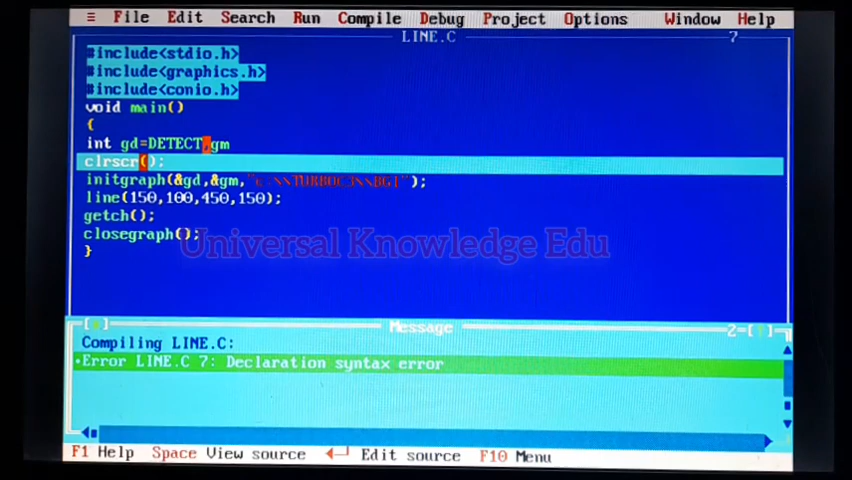 ≡ File Edit Search Run Compile Debug Project Options Window Help
LINE.C 7
#include<stdio.h>
#include<graphics.h>
#include<conio.h>
void main()
{
int gd=DETECT,gm
clrscr();
initgraph(&gd,&gm,"c:\\TURBOC3\\BGI");
line(150,100,450,150);
getch();
closegraph();
}
Universal Knowledge Edu
Message 2
Compiling LINE.C:
•Error LINE.C 7: Declaration syntax error
F1 Help Space View source Edit source F10 Menu